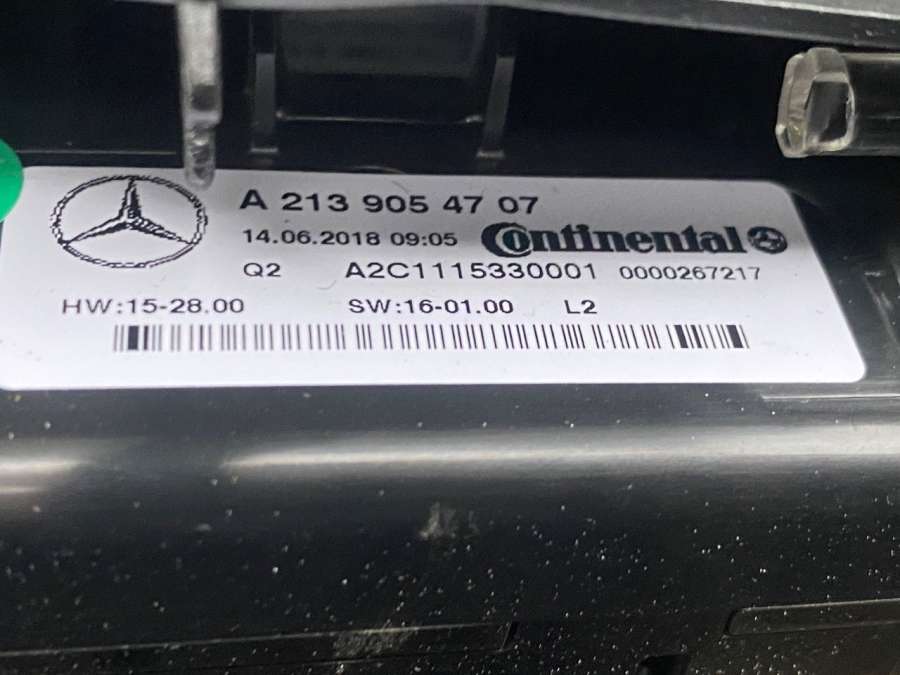 A 213 905 47 07
14.06.2018 09:05 Continental
Q2 A2C1115330001 0000267217
HW:15-28.00 SW:16-01.00 L2